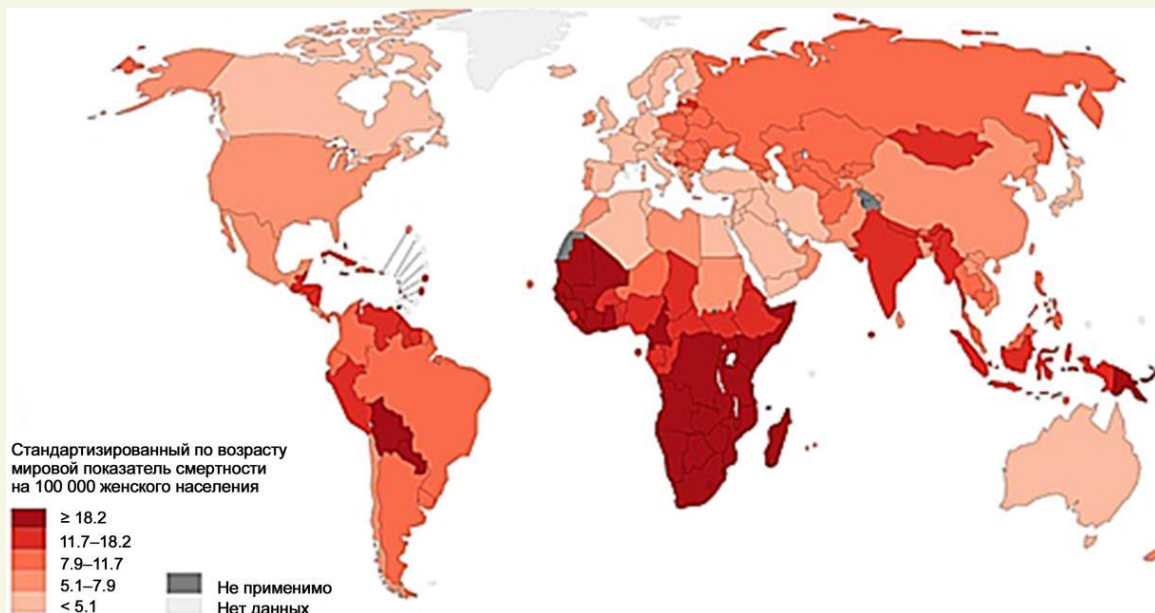 Стандартизированный по возрасту
мировой показатель смертности
на 100 000 женского населения
≥ 18.2
11.7–18.2
7.9–11.7
5.1–7.9
< 5.1
Не применимо
Нет данных